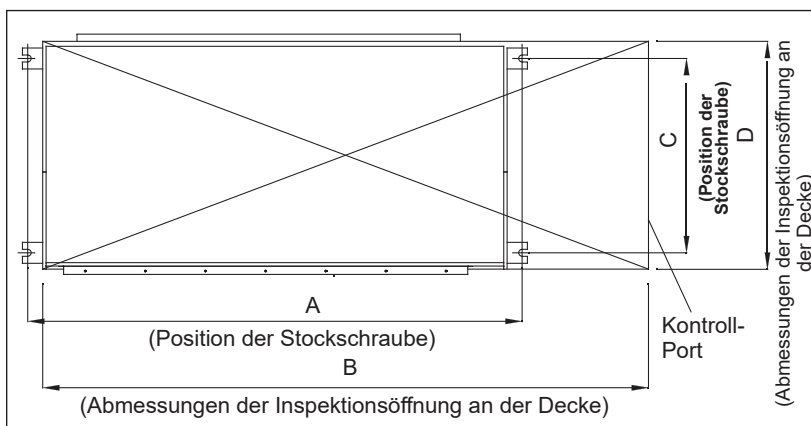 A
(Position der Stockschraube)
B
(Abmessungen der Inspektionsöffnung an der Decke)
C
(Position der
Stockschraube)
D
(Abmessungen der Inspektionsöffnung an
der Decke)
Kontroll-
Port